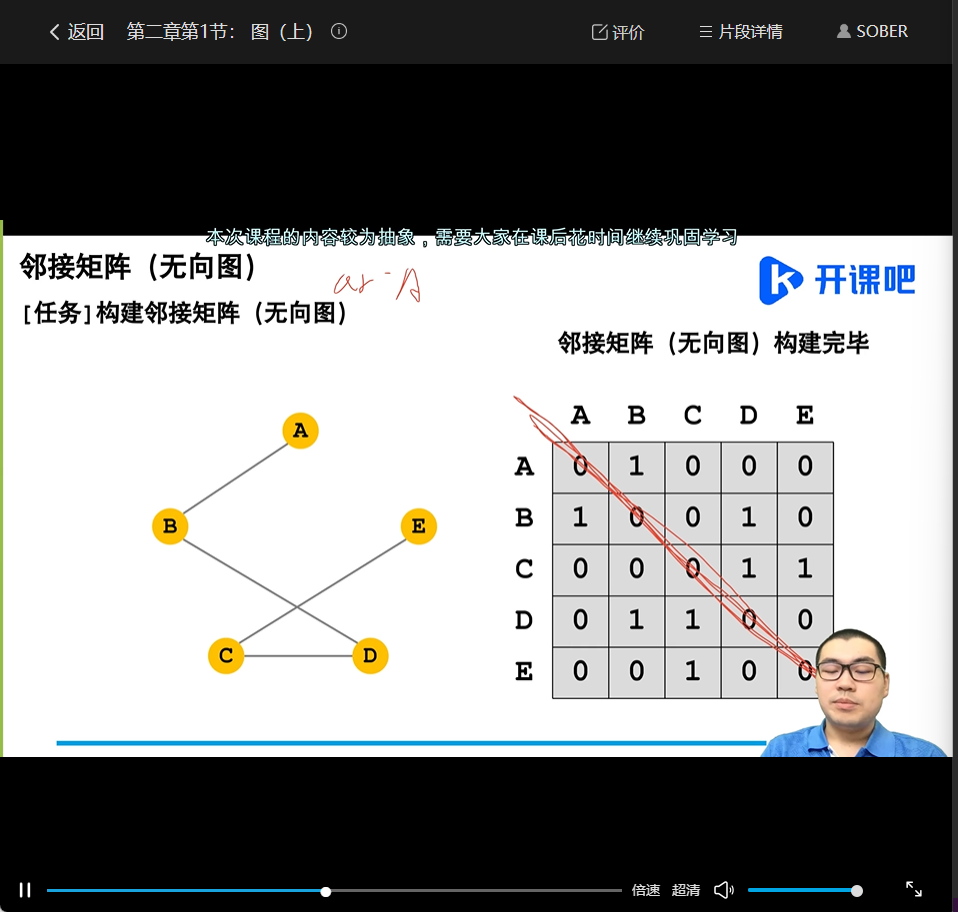 返回 第二章第1节： 图（上） 评价 片段详情 SOBER
本次课程的内容较为抽象，需要大家在课后花时间继续巩固学习
邻接矩阵（无向图）
开课吧
[任务]构建邻接矩阵（无向图）
邻接矩阵（无向图）构建完毕
A B C D E
A 0 1 0 0 0
B 1 0 0 1 0
C 0 0 0 1 1
D 0 1 1 0 0
E 0 0 1 0 0
A
B
E
C
D
倍速 超清